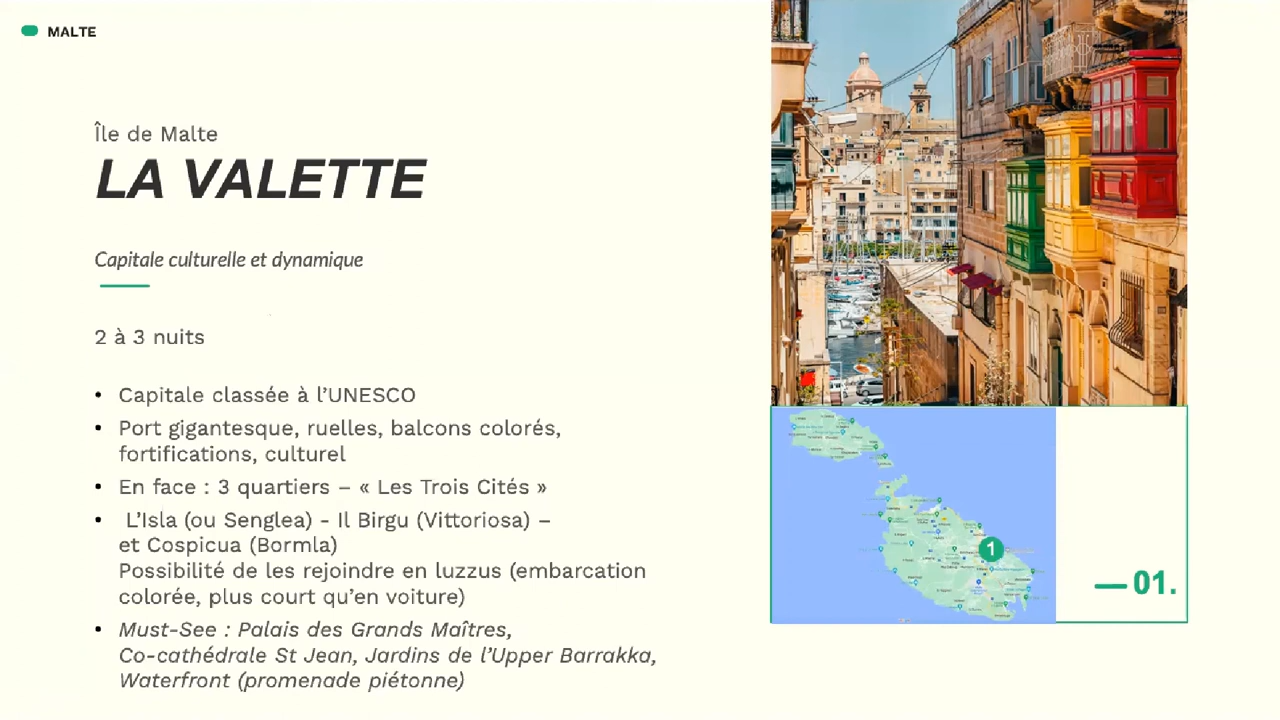 MALTE
Île de Malte
LA VALETTE
Capitale culturelle et dynamique
2 à 3 nuits
• Capitale classée à l'UNESCO
• Port gigantesque, ruelles, balcons colorés,
fortifications, culturel
• En face : 3 quartiers – « Les Trois Cités »
• L'Isla (ou Senglea) - Il Birgu (Vittoriosa) –
et Cospicua (Bormla)
Possibilité de les rejoindre en luzzus (embarcation
colorée, plus court qu'en voiture)
• Must-See : Palais des Grands Maîtres,
Co-cathédrale St Jean, Jardins de l'Upper Barrakka,
Waterfront (promenade piétonne)
1
—01.